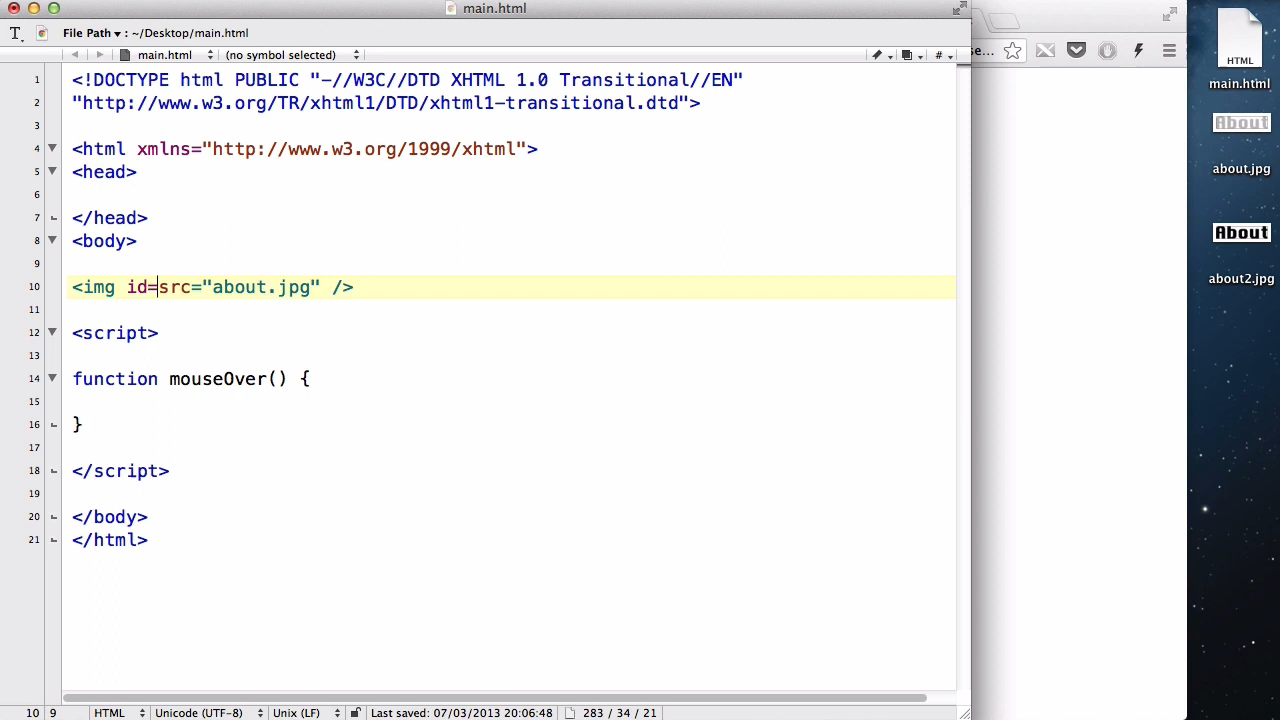 main.html
File Path ▾ : ~/Desktop/main.html
main.html
(no symbol selected)
#
1 <!DOCTYPE html PUBLIC "-//W3C//DTD XHTML 1.0 Transitional//EN"
2 "http://www.w3.org/TR/xhtml1/DTD/xhtml1-transitional.dtd">
3
4 <html xmlns="http://www.w3.org/1999/xhtml">
5 <head>
6
7 </head>
8 <body>
9
10 <img id=src="about.jpg" />
11
12 <script>
13
14 function mouseOver() {
15
16 }
17
18 </script>
19
20 </body>
21 </html>
10 9 HTML Unicode (UTF-8) Unix (LF) Last saved: 07/03/2013 20:06:48 283 / 34 / 21
se...
HTML
main.html
About
about.jpg
About
about2.jpg